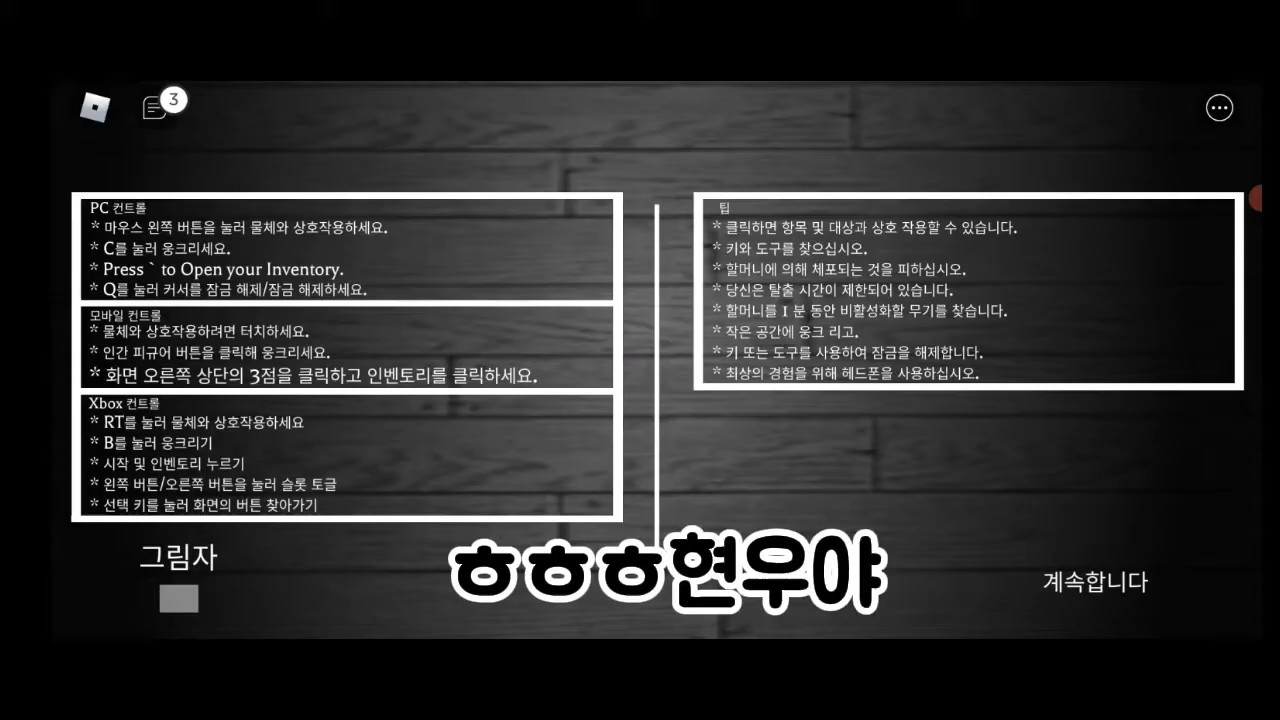 3
PC 컨트롤
* 마우스 왼쪽 버튼을 눌러 물체와 상호작용하세요.
* C를 눌러 웅크리세요.
* Press ` to Open your Inventory.
* Q를 눌러 커서를 잠금 해제/잠금 해제하세요.
모바일 컨트롤
* 물체와 상호작용하려면 터치하세요.
* 인간 피규어 버튼을 클릭해 웅크리세요.
* 화면 오른쪽 상단의 3점을 클릭하고 인벤토리를 클릭하세요.
Xbox 컨트롤
* RT를 눌러 물체와 상호작용하세요
* B를 눌러 웅크리기
* 시작 및 인벤토리 누르기
* 왼쪽 버튼/오른쪽 버튼을 눌러 슬롯 토글
* 선택 키를 눌러 화면의 버튼 찾아가기
팁
* 클릭하면 항목 및 대상과 상호 작용할 수 있습니다.
* 키와 도구를 찾으십시오.
* 할머니에 의해 체포되는 것을 피하십시오.
* 당신은 탈출 시간이 제한되어 있습니다.
* 할머니를 1 분 동안 비활성화할 무기를 찾습니다.
* 작은 공간에 웅크 리고.
* 키 또는 도구를 사용하여 잠금을 해제합니다.
* 최상의 경험을 위해 헤드폰을 사용하십시오.
그림자
ㅎㅎㅎ현우야
계속합니다